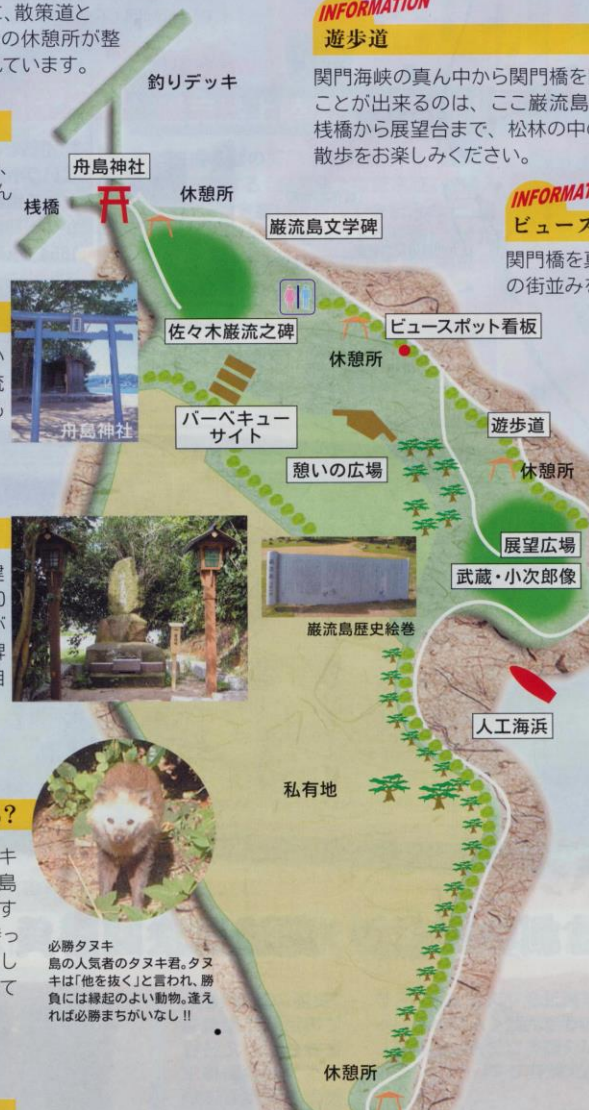 に、散策道と
の休憩所が整
れています。
INFORMATION
遊歩道
関門海峡の真ん中から関門橋を
ことが出来るのは、ここ巌流島
桟橋から展望台まで、松林の中の
散歩をお楽しみください。
INFORMAT
ビュース
関門橋を真
の街並みを
釣りデッキ
舟島神社
桟橋
休憩所
巌流島文学碑
佐々木巌流之碑
ビュースポット看板
休憩所
舟島神社
バーベキュー
サイト
遊歩道
憩いの広場
休憩所
展望広場
武蔵・小次郎像
巌流島歴史絵巻
人工海浜
私有地
必勝タヌキ
島の人気者のタヌキ君。タヌ
キは「他を抜く」と言われ、勝
負には縁起のよい動物。逢え
れば必勝まちがいなし!!
?
キ
島
す
っ
し
て
休憩所